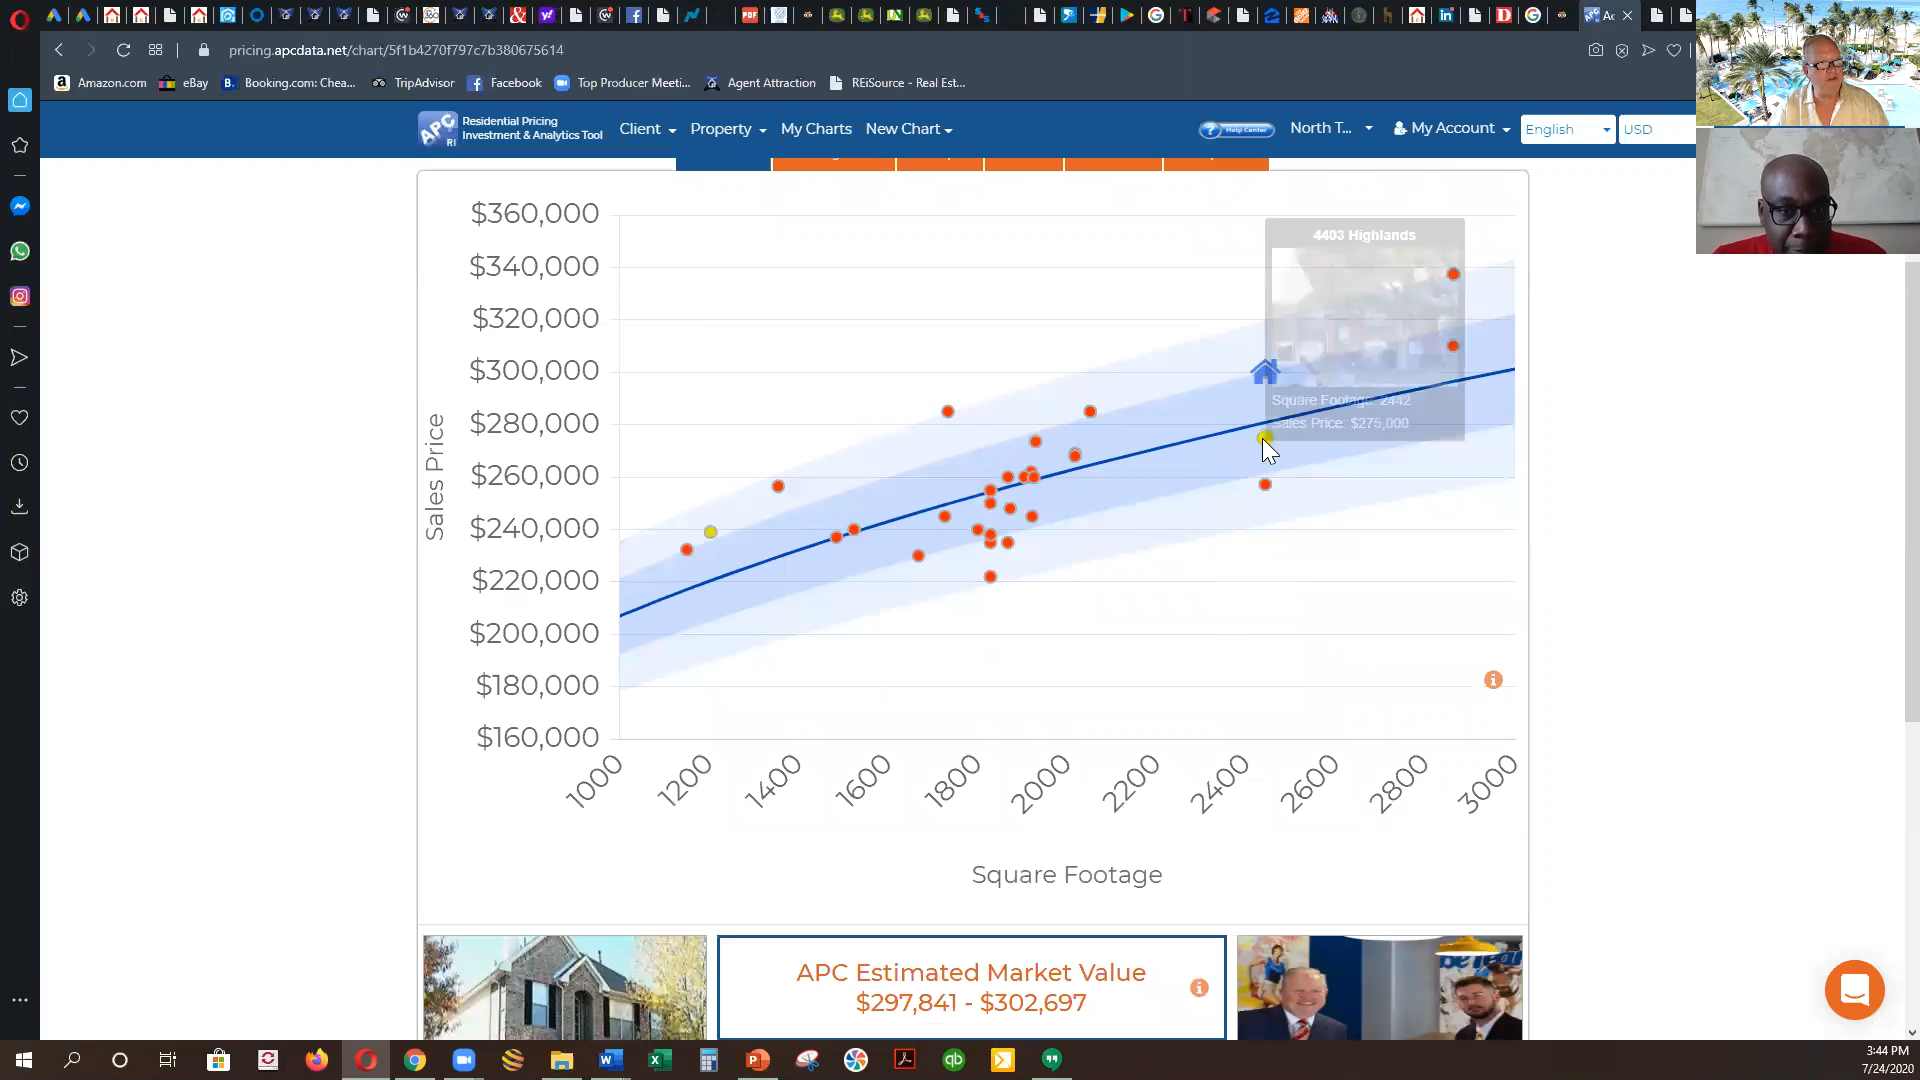 pricing.apcdata.net/chart/5f1b4270f797c7b380675614
Amazon.com
eBay
Booking.com: Chea...
TripAdvisor
Facebook
Top Producer Meeti...
Agent Attraction
REiSource - Real Est...
APC
RI
Residential Pricing
Investment & Analytics Tool
Client
Property
My Charts
New Chart
? Help Center
North T...
My Account
English
USD
$360,000
$340,000
$320,000
$300,000
$280,000
$260,000
$240,000
$220,000
$200,000
$180,000
$160,000
Sales Price
4403 Highlands
Square Footage: 2442
Sales Price: $275,000
1000
1200
1400
1600
1800
2000
2200
2400
2600
2800
3000
Square Footage
APC Estimated Market Value
$297,841 - $302,697
3:44 PM
7/24/2020